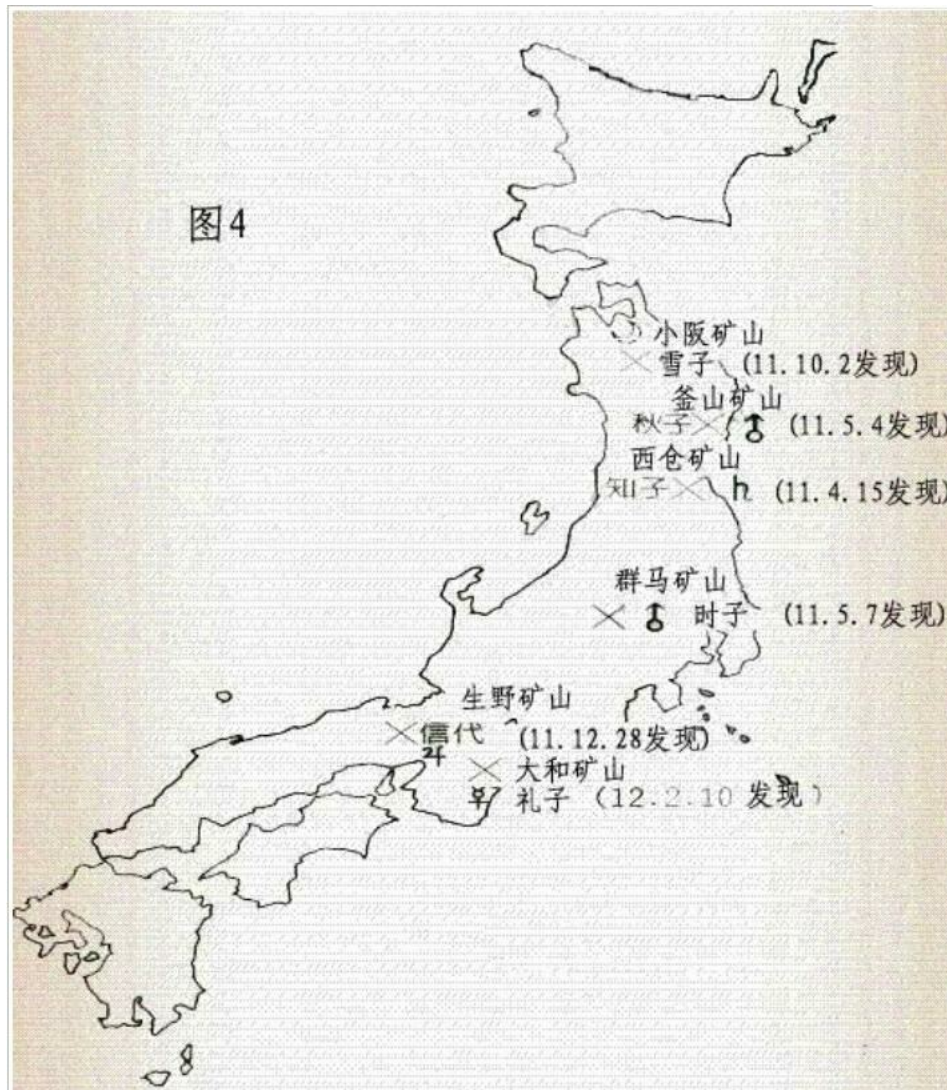 图4
小阪矿山
雪子 (11.10.2发现)
釜山矿山
秋子 ♂ (11.5.4发现)
西仓矿山
知子 ♄ (11.4.15发现)
群马矿山
♂ 时子 (11.5.7发现)
生野矿山
信代 (11.12.28发现)
♃
大和矿山
礼子 (12.2.10 发现)